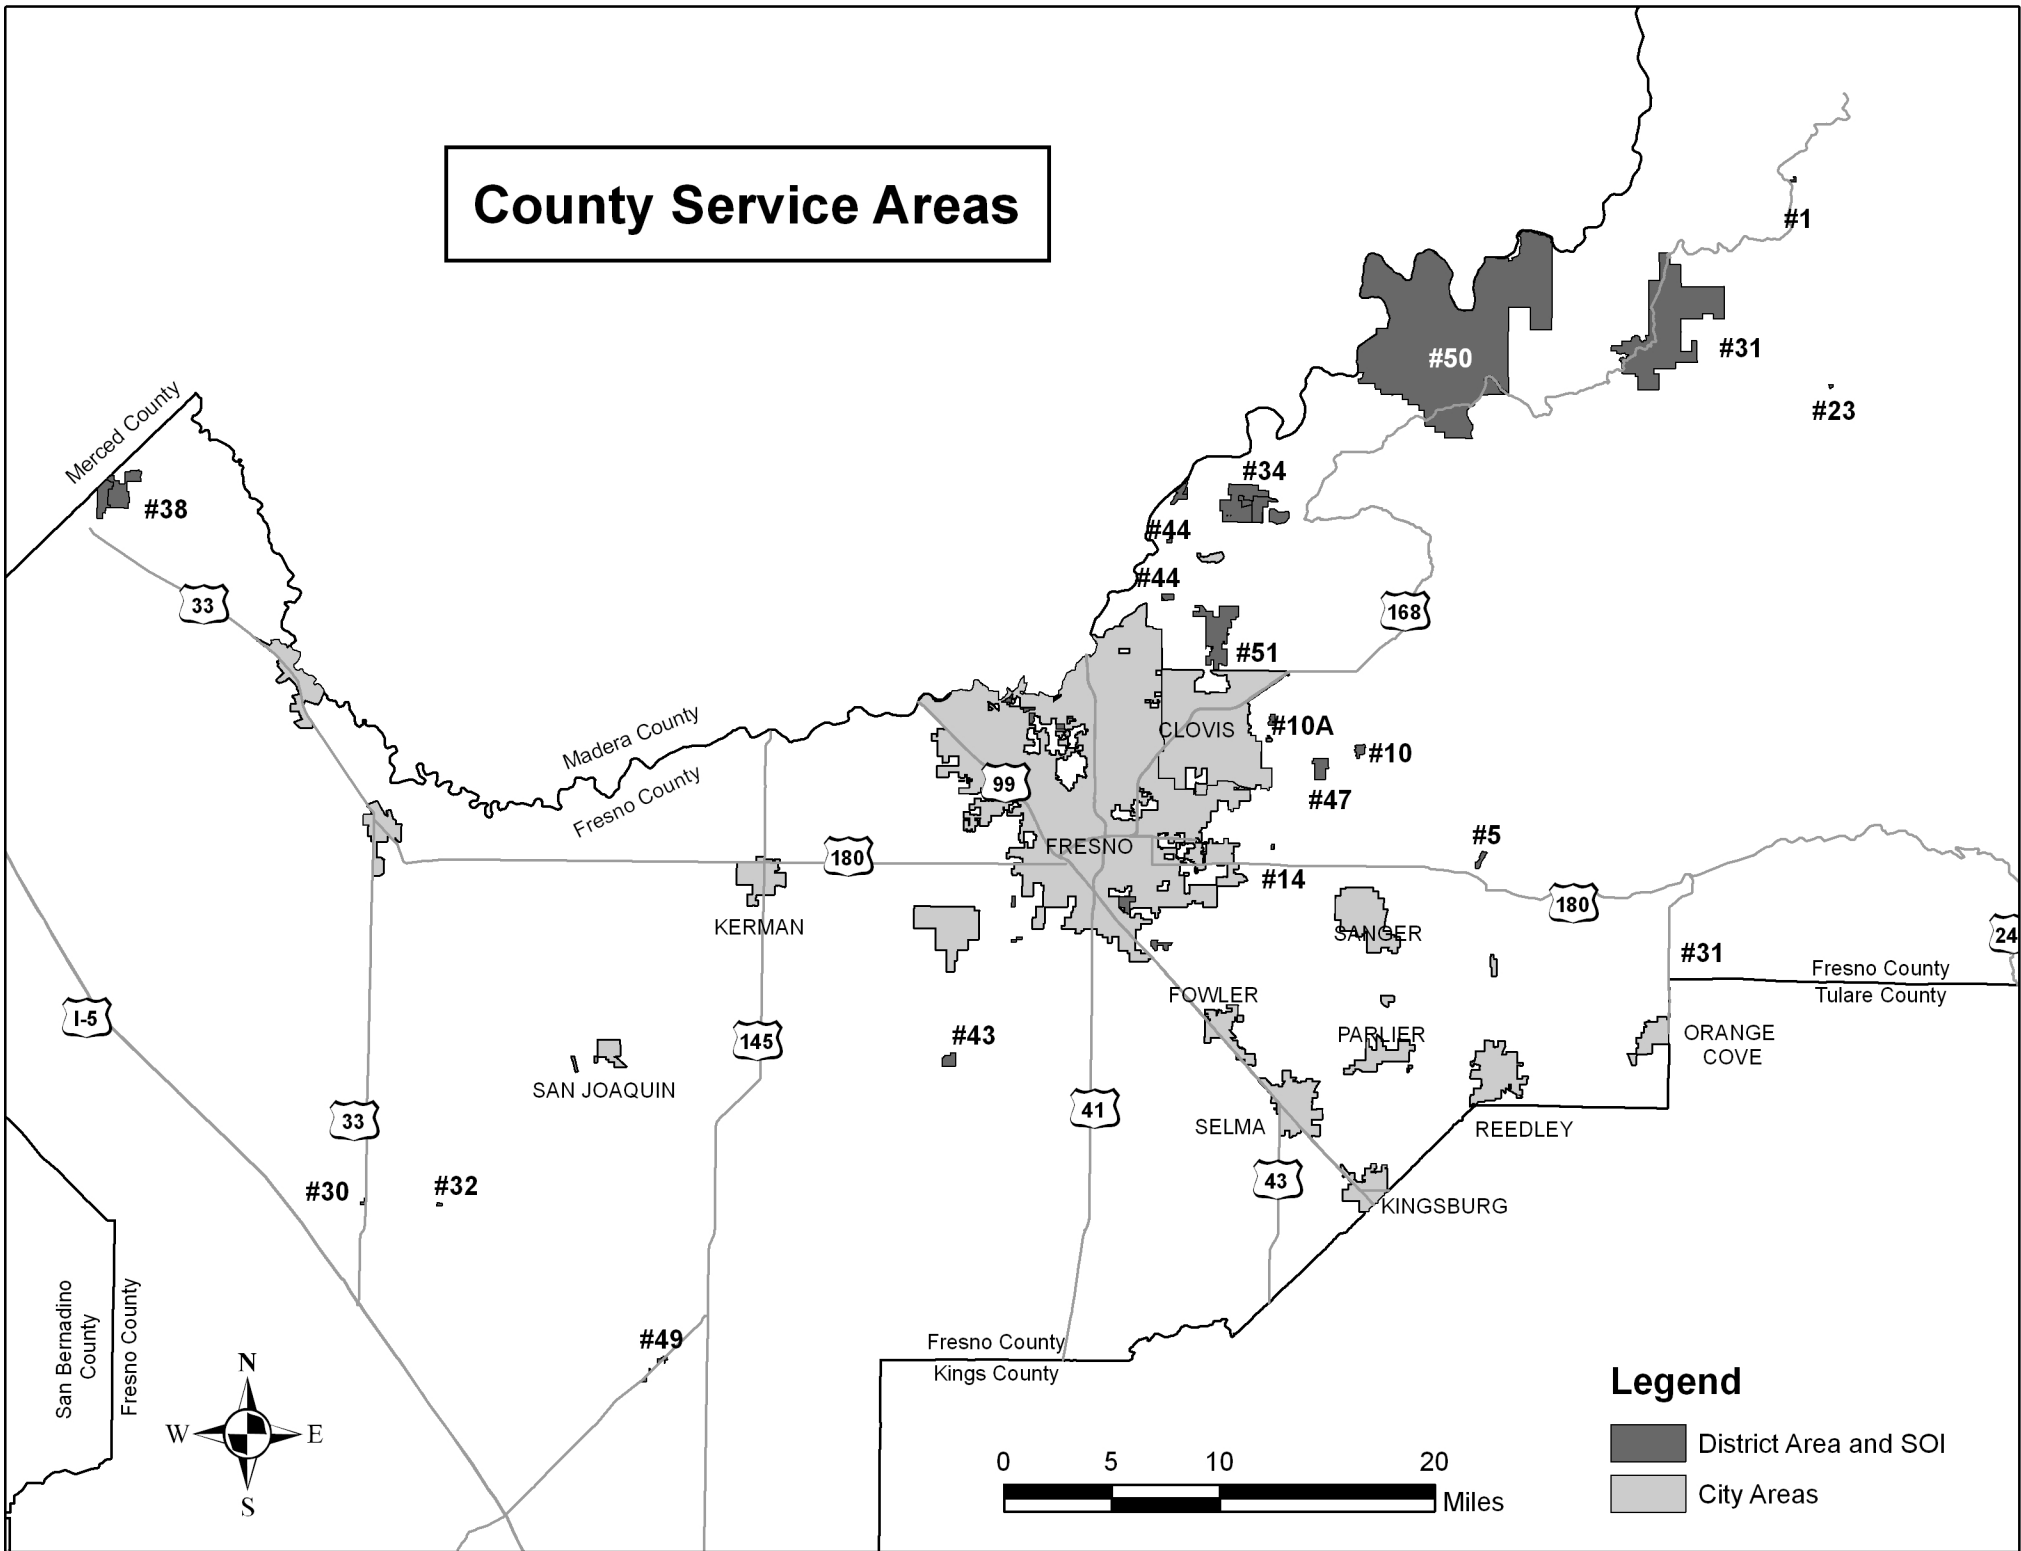 County Service Areas
#1
#50
#31
#23
Merced County
#34
#38
#44
#44
33
168
#51
Madera County
CLOVIS
#10A
#10
99
Fresno County
#47
#5
FRESNO
180
#14
180
KERMAN
SANGER
24
#31
Fresno County
Tulare County
FOWLER
I-5
145
#43
PARLIER
ORANGE
COVE
SAN JOAQUIN
33
41
SELMA
REEDLEY
#30
#32
43
KINGSBURG
San Bernadino
County
Fresno County
#49
Fresno County
Kings County
N
W
E
S
Legend
District Area and SOI
City Areas
0 5 10 20
Miles